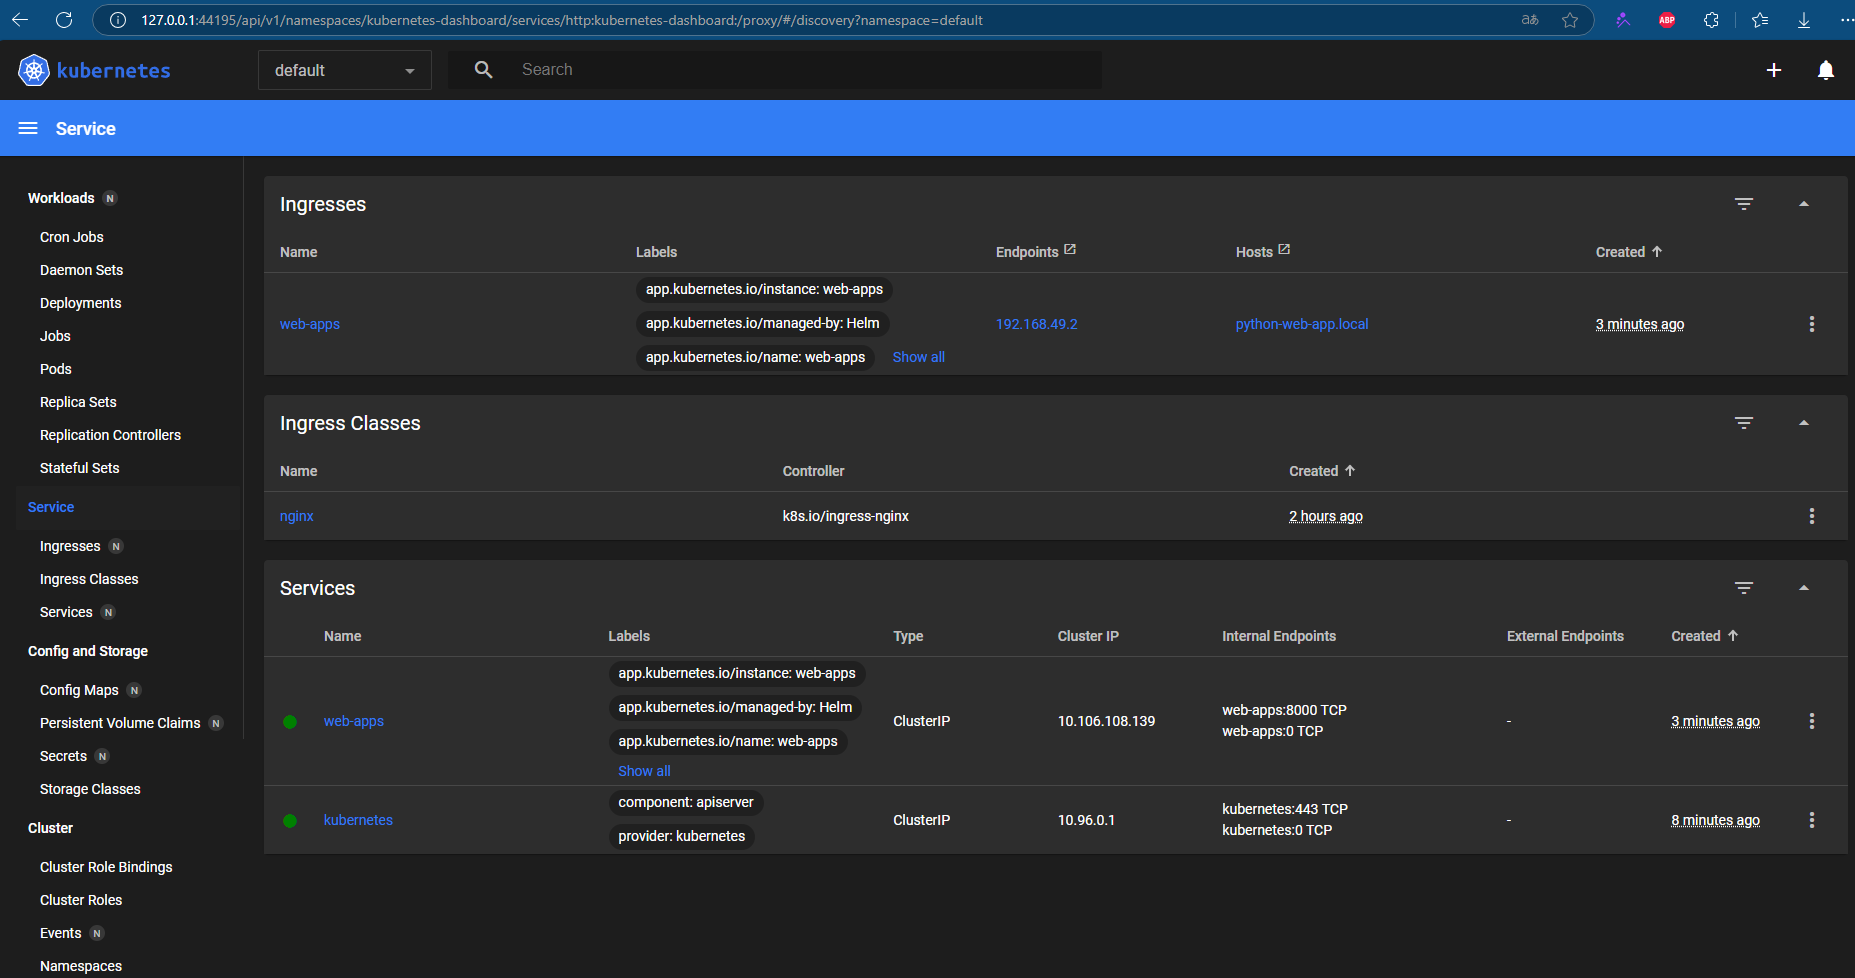 127.0.0.1:44195/api/v1/namespaces/kubernetes-dashboard/services/http:kubernetes-dashboard:/proxy/#/discovery?namespace=default
aあ
ABP
kubernetes
default
Search
Service
Workloads N
Cron Jobs
Daemon Sets
Deployments
Jobs
Pods
Replica Sets
Replication Controllers
Stateful Sets
Service
Ingresses N
Ingress Classes
Services N
Config and Storage
Config Maps N
Persistent Volume Claims N
Secrets N
Storage Classes
Cluster
Cluster Role Bindings
Cluster Roles
Events N
Namespaces
Ingresses
Name Labels Endpoints Hosts Created
app.kubernetes.io/instance: web-apps
web-apps app.kubernetes.io/managed-by: Helm 192.168.49.2 python-web-app.local 3 minutes ago
app.kubernetes.io/name: web-apps Show all
Ingress Classes
Name Controller Created
nginx k8s.io/ingress-nginx 2 hours ago
Services
Name Labels Type Cluster IP Internal Endpoints External Endpoints Created
app.kubernetes.io/instance: web-apps
app.kubernetes.io/managed-by: Helm web-apps:8000 TCP
web-apps ClusterIP 10.106.108.139 - 3 minutes ago
web-apps:0 TCP
app.kubernetes.io/name: web-apps
Show all
component: apiserver kubernetes:443 TCP
kubernetes ClusterIP 10.96.0.1 - 8 minutes ago
provider: kubernetes kubernetes:0 TCP